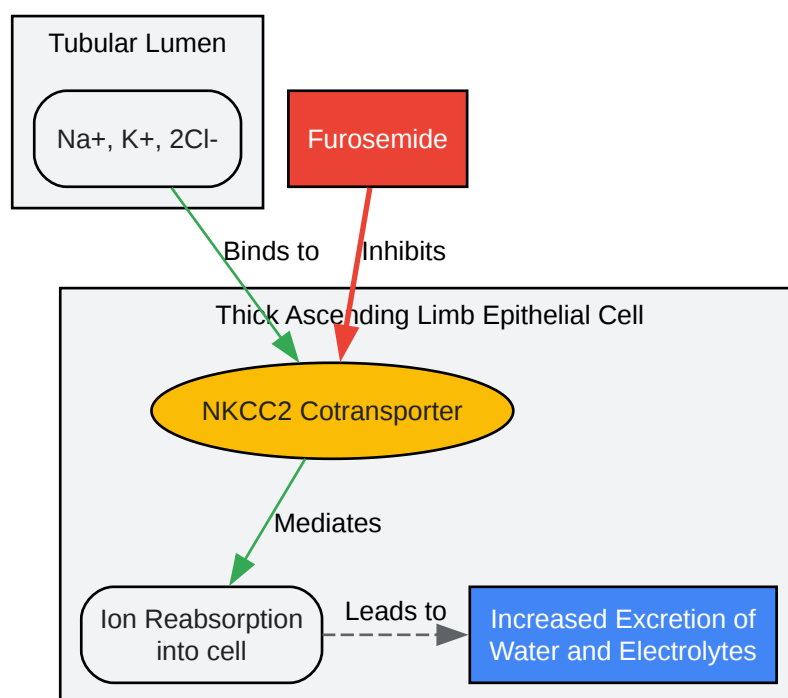 Tubular Lumen
Na+, K+, 2Cl-
Furosemide
Binds to
Inhibits
Thick Ascending Limb Epithelial Cell
NKCC2 Cotransporter
Mediates
Ion Reabsorption
into cell
Leads to
Increased Excretion of
Water and Electrolytes